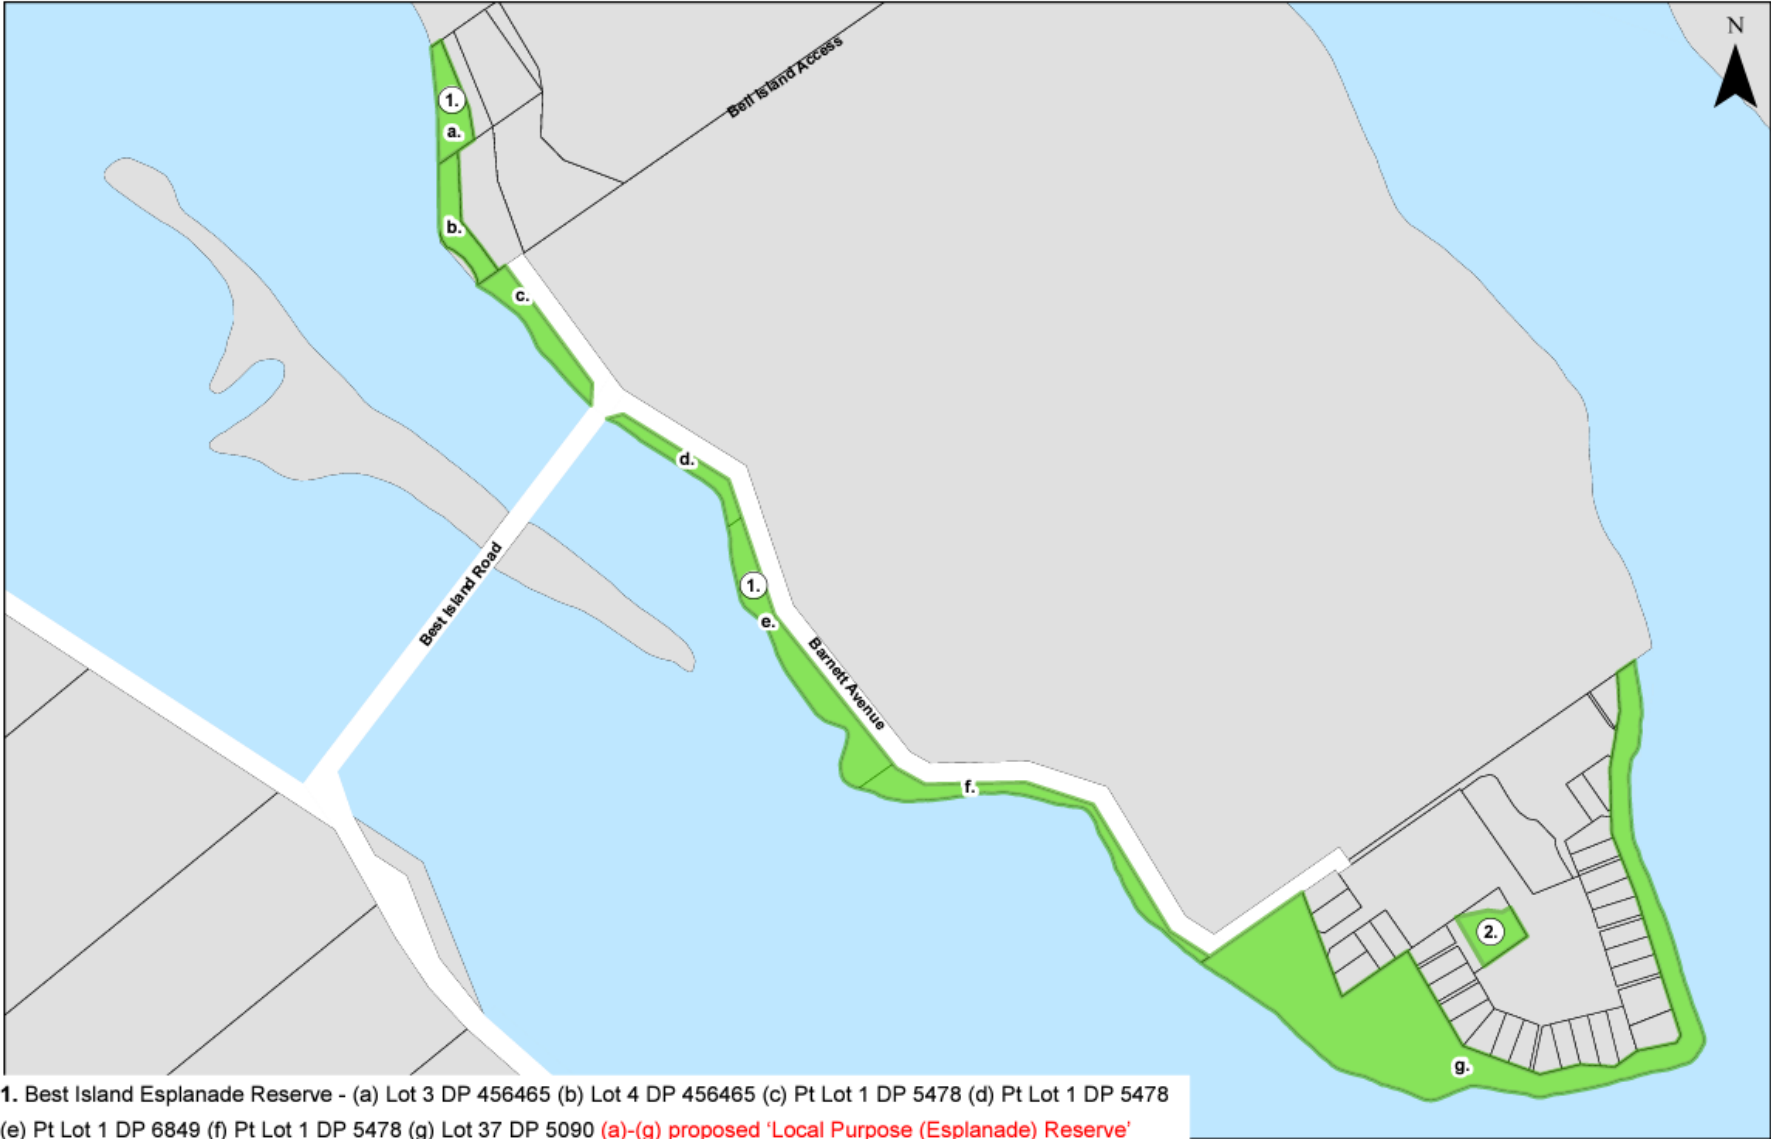 N
Bell Island Access
1.
a.
b.
c.
d.
Best Island Road
1.
e.
Barnett Avenue
f.
2.
g.
1. Best Island Esplanade Reserve - (a) Lot 3 DP 456465 (b) Lot 4 DP 456465 (c) Pt Lot 1 DP 5478 (d) Pt Lot 1 DP 5478
(e) Pt Lot 1 DP 6849 (f) Pt Lot 1 DP 5478 (g) Lot 37 DP 5090 (a)-(g) proposed ‘Local Purpose (Esplanade) Reserve’